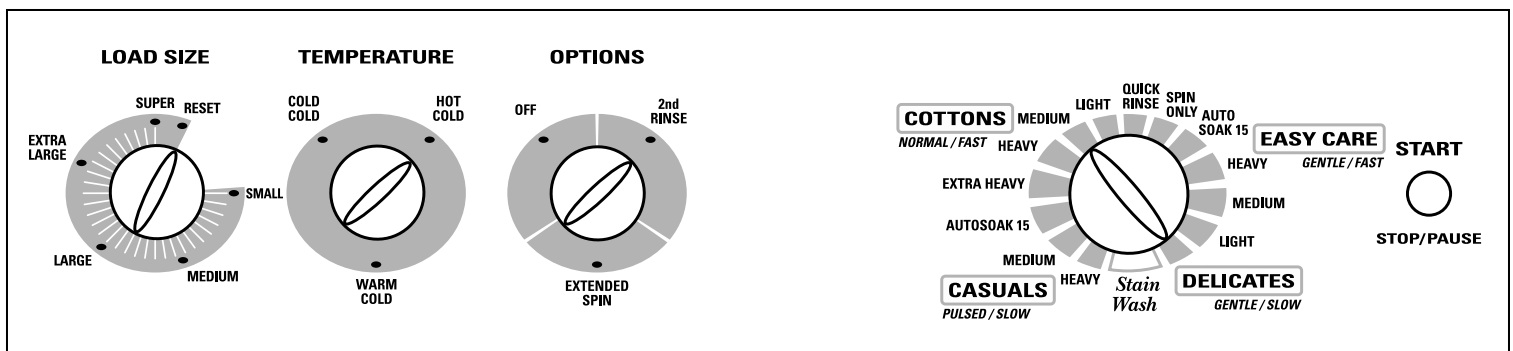 LOAD SIZE
SUPER
RESET
EXTRA
LARGE
SMALL
LARGE
MEDIUM
TEMPERATURE
COLD
COLD
HOT
COLD
WARM
COLD
OPTIONS
OFF
2nd
RINSE
EXTENDED
SPIN
COTTONS
NORMAL / FAST
MEDIUM
LIGHT
HEAVY
EXTRA HEAVY
AUTOSOAK 15
QUICK
RINSE
SPIN
ONLY
AUTO
SOAK 15
EASY CARE
GENTLE / FAST
HEAVY
MEDIUM
LIGHT
DELICATES
GENTLE / SLOW
Stain
Wash
MEDIUM
HEAVY
CASUALS
PULSED / SLOW
START
STOP/PAUSE